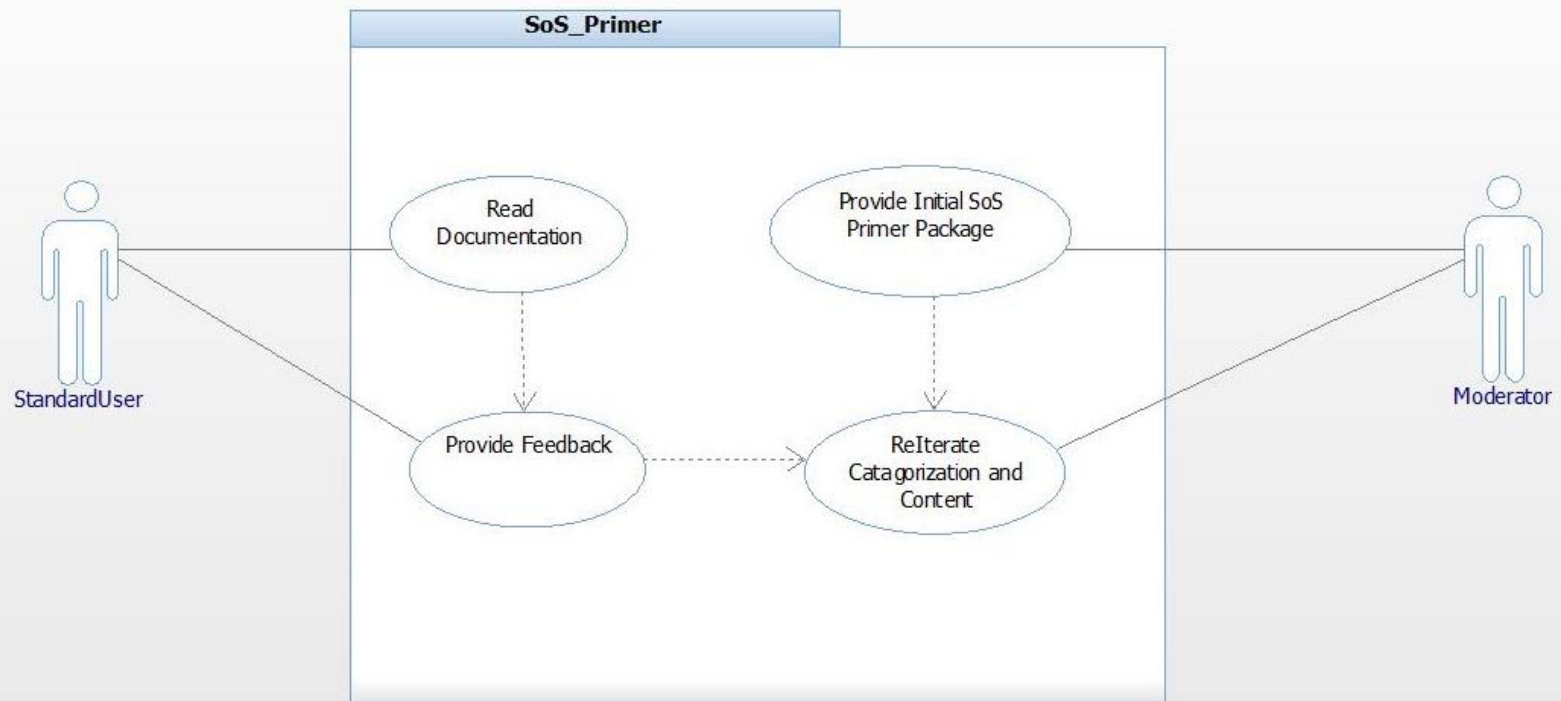 SoS_Primer
Read
Documentation
Provide Initial SoS
Primer Package
StandardUser
Moderator
Provide Feedback
ReIterate
Catagorization and
Content